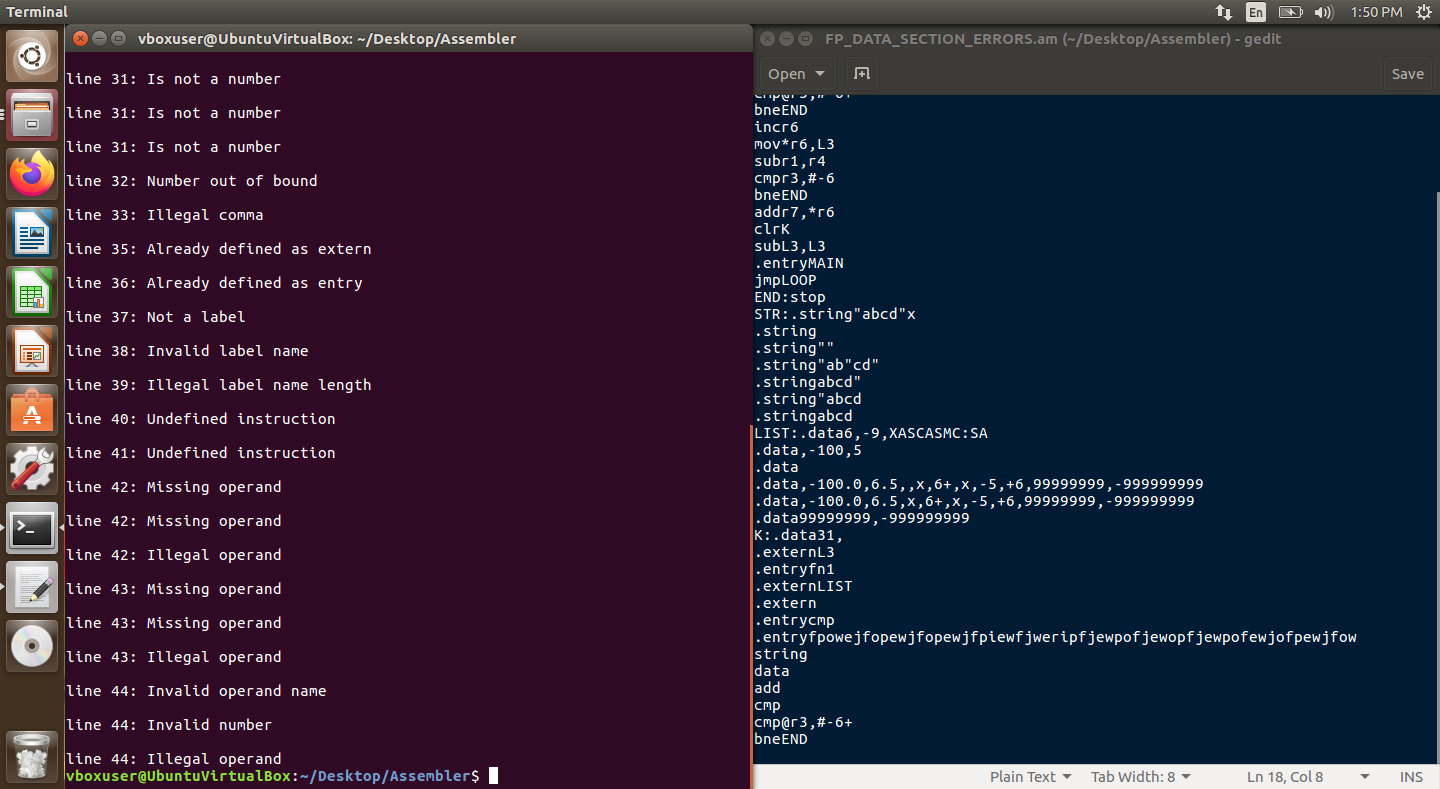 Terminal
En
1:50 PM
vboxuser@UbuntuVirtualBox: ~/Desktop/Assembler
line 31: Is not a number
line 31: Is not a number
line 31: Is not a number
line 32: Number out of bound
line 33: Illegal comma
line 35: Already defined as extern
line 36: Already defined as entry
line 37: Not a label
line 38: Invalid label name
line 39: Illegal label name length
line 40: Undefined instruction
line 41: Undefined instruction
line 42: Missing operand
line 42: Missing operand
line 42: Illegal operand
line 43: Missing operand
line 43: Missing operand
line 43: Illegal operand
line 44: Invalid operand name
line 44: Invalid number
line 44: Illegal operand
vboxuser@UbuntuVirtualBox:~/Desktop/Assembler$
FP_DATA_SECTION_ERRORS.am (~/Desktop/Assembler) - gedit
Open
Save
cmp@r3,#-6+
bneEND
incr6
mov*r6,L3
subr1,r4
cmpr3,#-6
bneEND
addr7,*r6
clrK
subL3,L3
.entryMAIN
jmpLOOP
END:stop
STR:.string"abcd"x
.string
.string""
.string"ab"cd"
.stringabcd"
.string"abcd
.stringabcd
LIST:.data6,-9,XASCASMC:SA
.data,-100,5
.data
.data,-100.0,6.5,,x,6+,x,-5,+6,99999999,-999999999
.data,-100.0,6.5,x,6+,x,-5,+6,99999999,-999999999
.data99999999,-999999999
K:.data31,
.externL3
.entryfn1
.externLIST
.extern
.entrycmp
.entryfpowejfopewjfopewjfpiewfjweripfjewpofjewopfjewpofewjofpewjfow
string
data
add
cmp
cmp@r3,#-6+
bneEND
Plain Text
Tab Width: 8
Ln 18, Col 8
INS